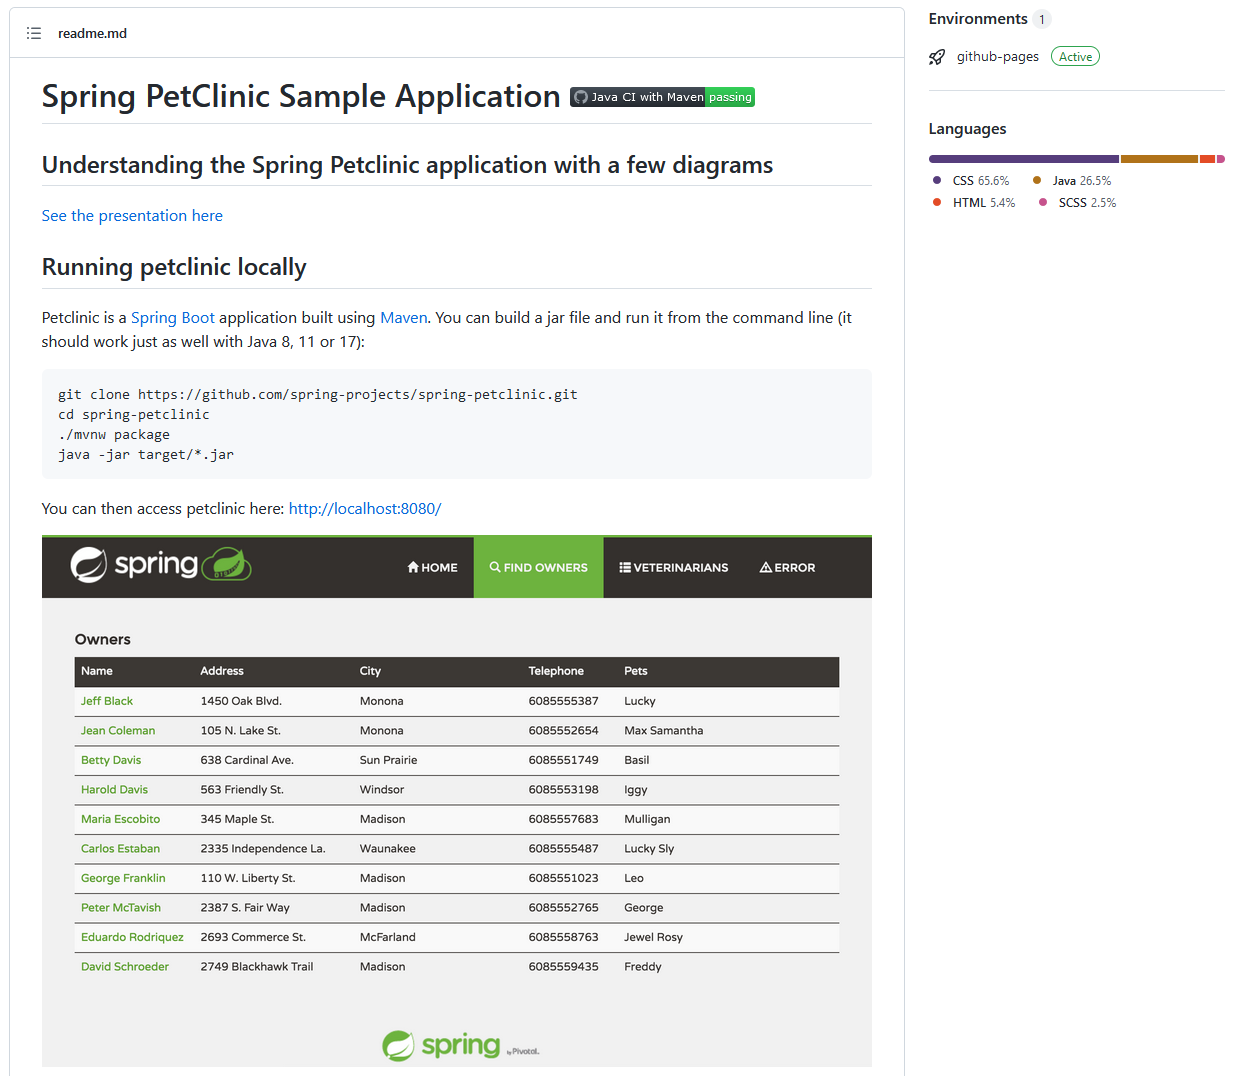 readme.md
Spring PetClinic Sample Application Java CI with Maven passing
Understanding the Spring Petclinic application with a few diagrams
See the presentation here
Running petclinic locally
Petclinic is a Spring Boot application built using Maven. You can build a jar file and run it from the command line (it
should work just as well with Java 8, 11 or 17):
git clone https://github.com/spring-projects/spring-petclinic.git
cd spring-petclinic
./mvnw package
java -jar target/*.jar
You can then access petclinic here: http://localhost:8080/
spring HOME FIND OWNERS VETERINARIANS ERROR
Owners
Name Address City Telephone Pets
Jeff Black 1450 Oak Blvd. Monona 6085555387 Lucky
Jean Coleman 105 N. Lake St. Monona 6085552654 Max Samantha
Betty Davis 638 Cardinal Ave. Sun Prairie 6085551749 Basil
Harold Davis 563 Friendly St. Windsor 6085553198 Iggy
Maria Escobito 345 Maple St. Madison 6085557683 Mulligan
Carlos Estaban 2335 Independence La. Waunakee 6085555487 Lucky Sly
George Franklin 110 W. Liberty St. Madison 6085551023 Leo
Peter McTavish 2387 S. Fair Way Madison 6085552765 George
Eduardo Rodriquez 2693 Commerce St. McFarland 6085558763 Jewel Rosy
David Schroeder 2749 Blackhawk Trail Madison 6085559435 Freddy
spring by Pivotal.
Environments 1
github-pages Active
Languages
CSS 65.6% Java 26.5%
HTML 5.4% SCSS 2.5%